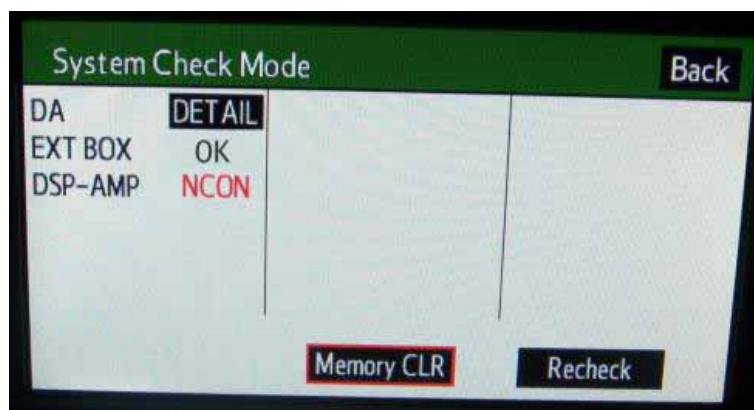 System Check Mode Back
DA DETAIL
EXT BOX OK
DSP-AMP NCON
Memory CLR Recheck